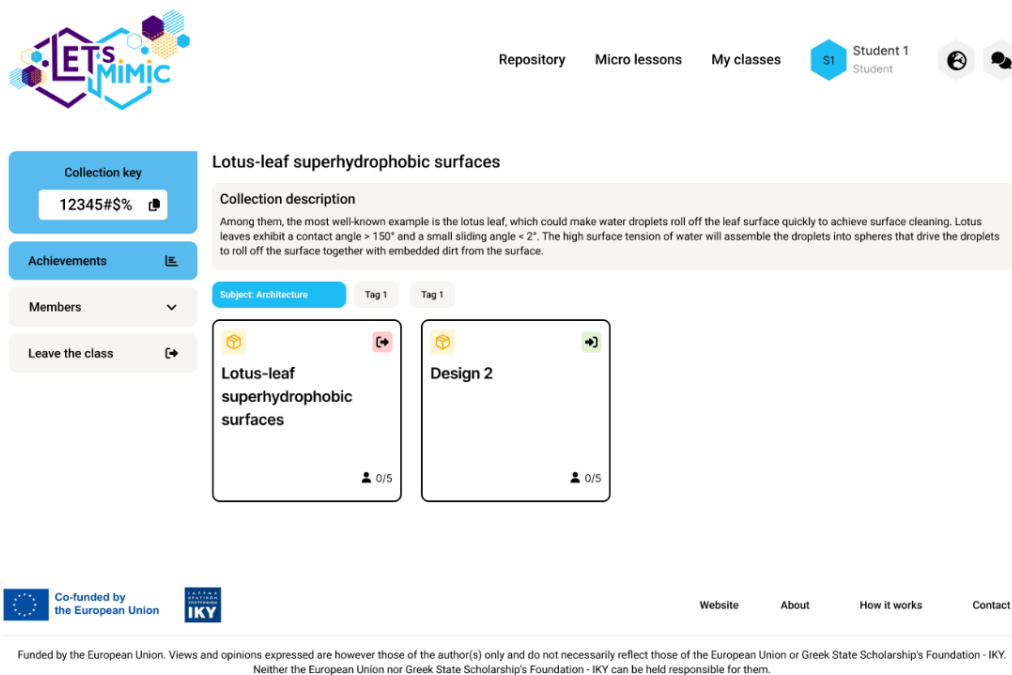 LET'S
MIMIC
Repository
Micro lessons
My classes
S1
Student 1
Student
Collection key
12345#$%
Achievements
Members
Leave the class
Lotus-leaf superhydrophobic surfaces
Collection description
Among them, the most well-known example is the lotus leaf, which could make water droplets roll off the leaf surface quickly to achieve surface cleaning. Lotus
leaves exhibit a contact angle > 150° and a small sliding angle < 2°. The high surface tension of water will assemble the droplets into spheres that drive the droplets
to roll off the surface together with embedded dirt from the surface.
Subject: Architecture
Tag 1
Tag 1
Lotus-leaf
superhydrophobic
surfaces
0/5
Design 2
0/5
Co-funded by
the European Union
IKY
Website
About
How it works
Contact
Funded by the European Union. Views and opinions expressed are however those of the author(s) only and do not necessarily reflect those of the European Union or Greek State Scholarship's Foundation - IKY.
Neither the European Union nor Greek State Scholarship's Foundation - IKY can be held responsible for them.